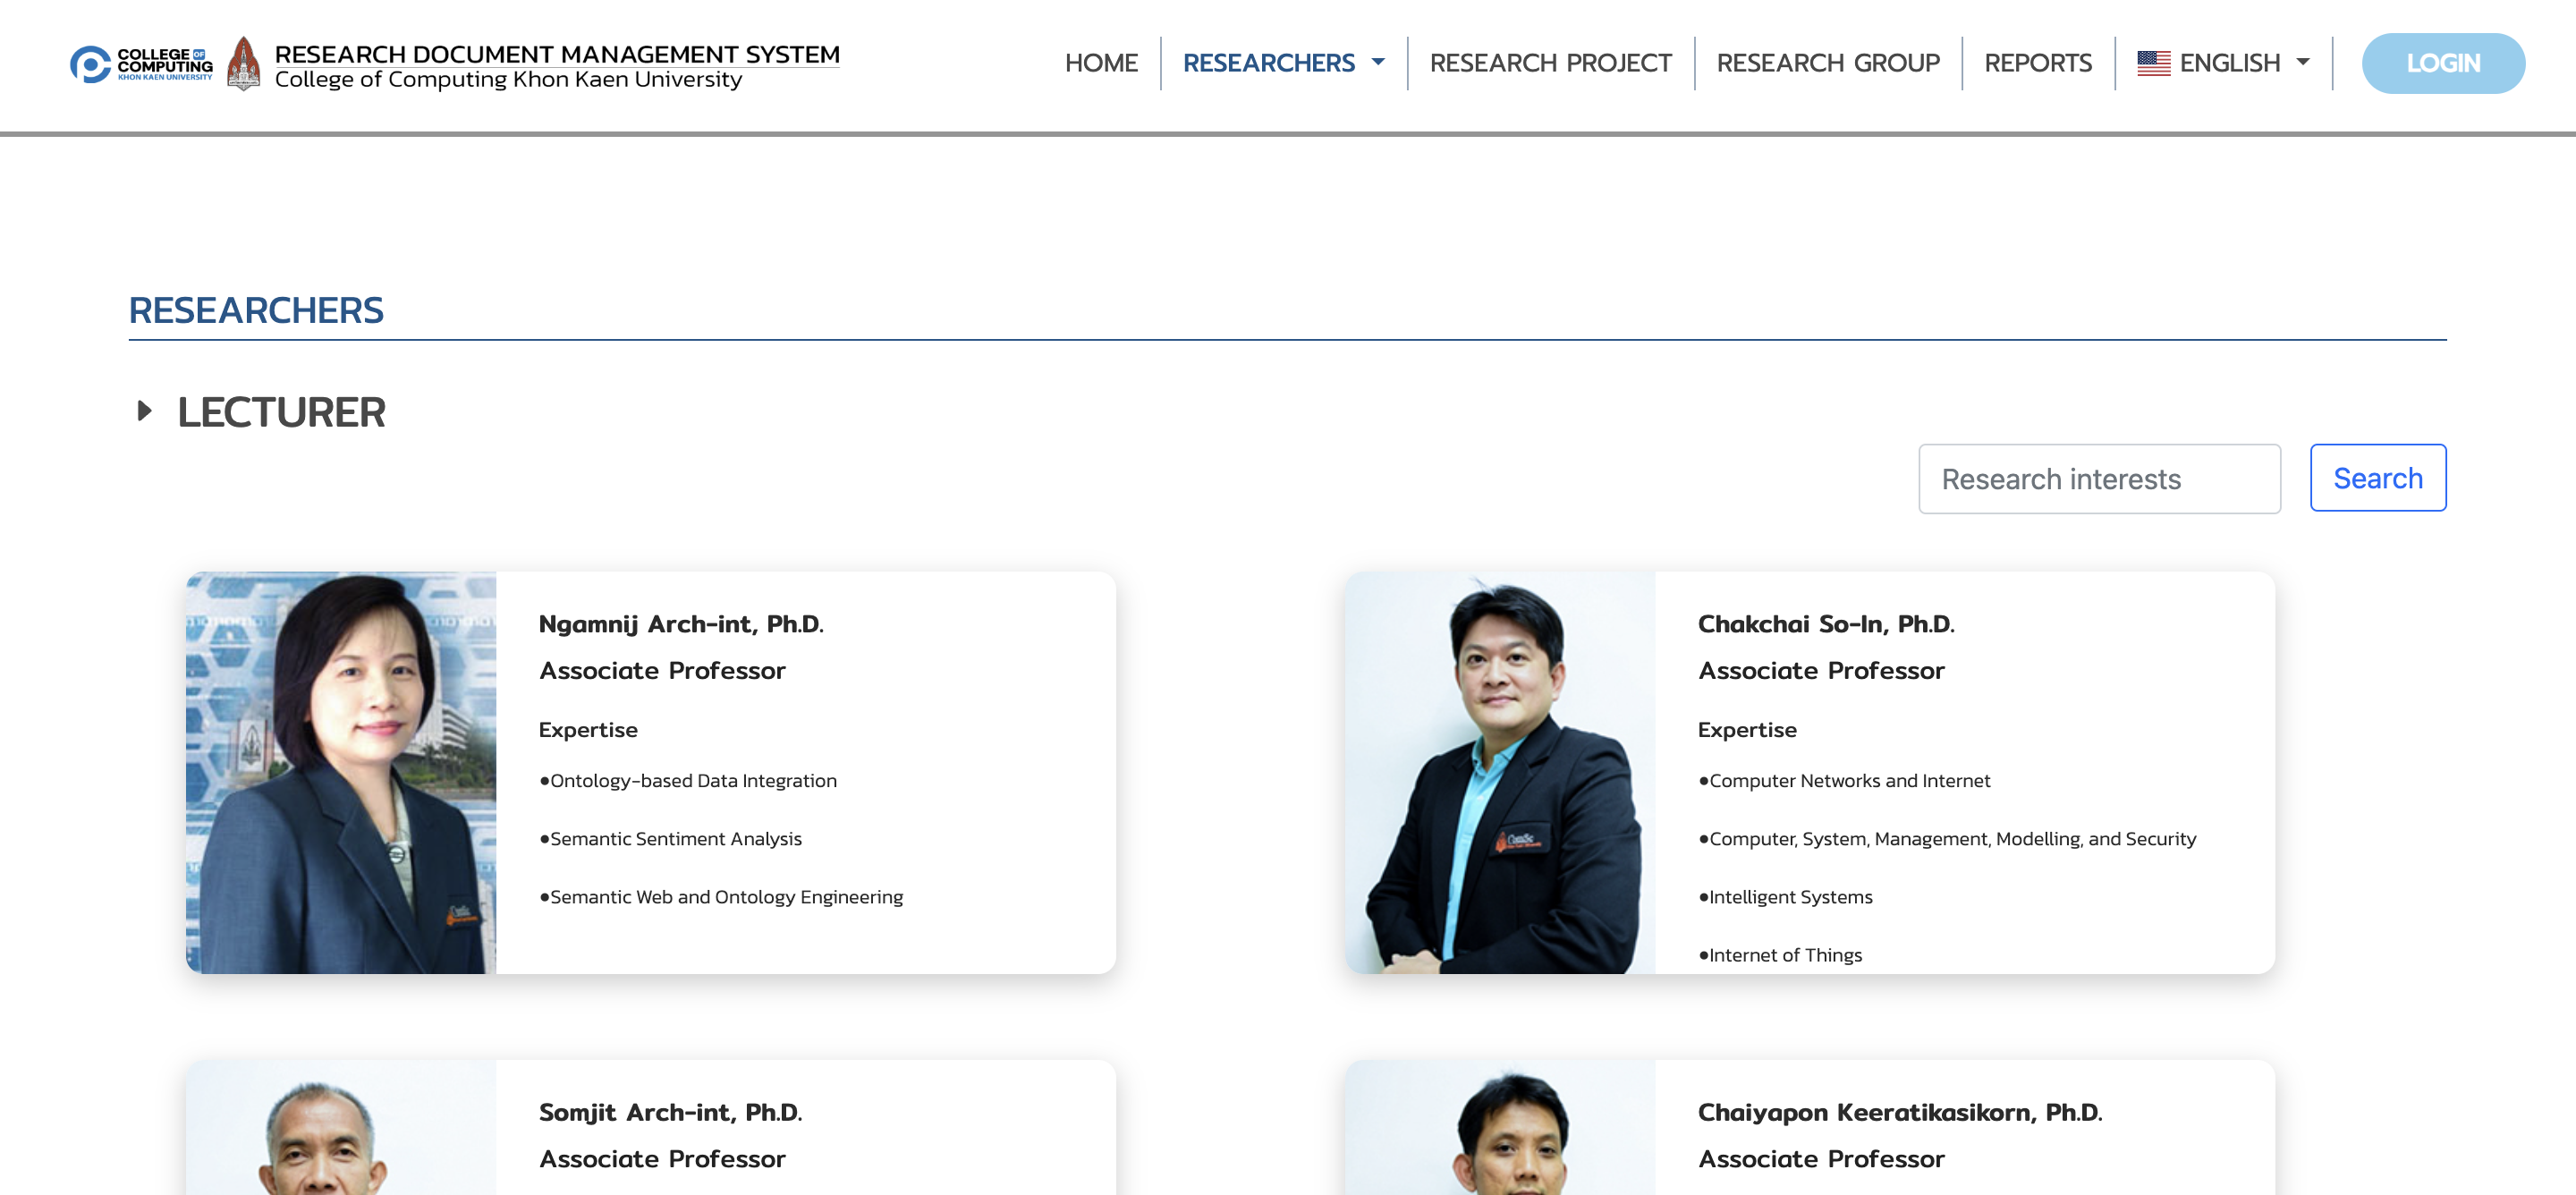 COLLEGE OF
COMPUTING
KHON KAEN UNIVERSITY
RESEARCH DOCUMENT MANAGEMENT SYSTEM
College of Computing Khon Kaen University
HOME
RESEARCHERS
RESEARCH PROJECT
RESEARCH GROUP
REPORTS
ENGLISH
LOGIN
RESEARCHERS
LECTURER
Research interests
Search
Ngamnij Arch-int, Ph.D.
Associate Professor
Expertise
●Ontology-based Data Integration
●Semantic Sentiment Analysis
●Semantic Web and Ontology Engineering
Chakchai So-In, Ph.D.
Associate Professor
Expertise
●Computer Networks and Internet
●Computer, System, Management, Modelling, and Security
●Intelligent Systems
●Internet of Things
Somjit Arch-int, Ph.D.
Associate Professor
Chaiyapon Keeratikasikorn, Ph.D.
Associate Professor